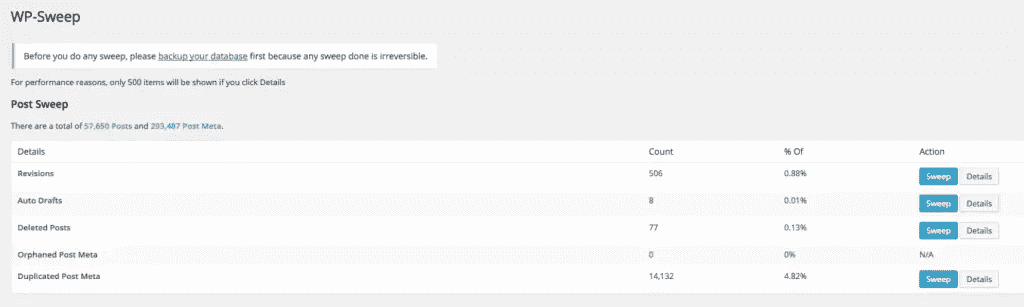 WP-Sweep
Before you do any sweep, please backup your database first because any sweep done is irreversible.
For performance reasons, only 500 items will be shown if you click Details
Post Sweep
There are a total of 57,650 Posts and 293,487 Post Meta.
Details Count % Of Action
Revisions 506 0.88% Sweep Details
Auto Drafts 8 0.01% Sweep Details
Deleted Posts 77 0.13% Sweep Details
Orphaned Post Meta 0 0% N/A
Duplicated Post Meta 14,132 4.82% Sweep Details